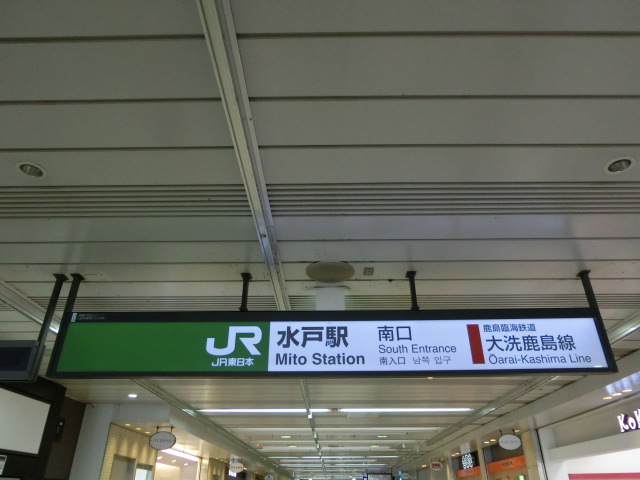 JR
JR東日本
水戸駅
Mito Station
南口
South Entrance
南入口 남쪽 입구
鹿島臨海鉄道
大洗鹿島線
Ōarai-Kashima Line